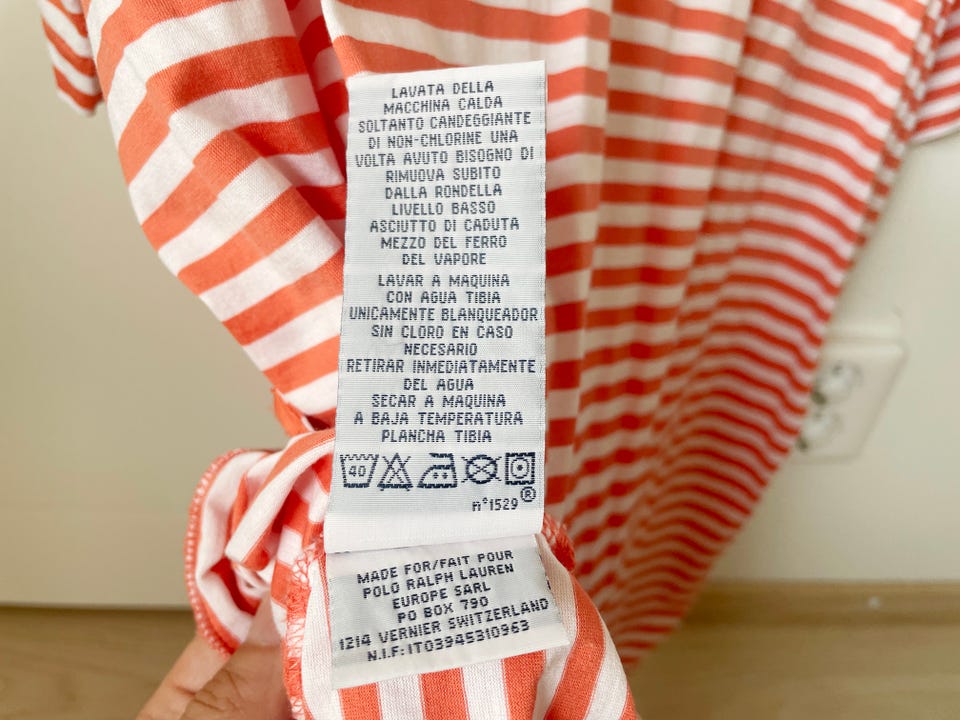 LAVATA DELLA
MACCHINA CALDA
SOLTANTO CANDEGGIANTE
DI NON-CHLORINE UNA
VOLTA AVUTO BISOGNO DI
RIMUOVA SUBITO
DALLA RONDELLA
LIVELLO BASSO
ASCIUTTO DI CADUTA
MEZZO DEL FERRO
DEL VAPORE
LAVAR A MAQUINA
CON AGUA TIBIA
UNICAMENTE BLANQUEADOR
SIN CLORO EN CASO
NECESARIO
RETIRAR INMEDIATAMENTE
DEL AGUA
SECAR A MAQUINA
A BAJA TEMPERATURA
PLANCHA TIBIA
40
n°1529®
MADE FOR/FAIT POUR
POLO RALPH LAUREN
EUROPE SARL
PO BOX 790
1214 VERNIER SWITZERLAND
N.I.F:IT03945310963